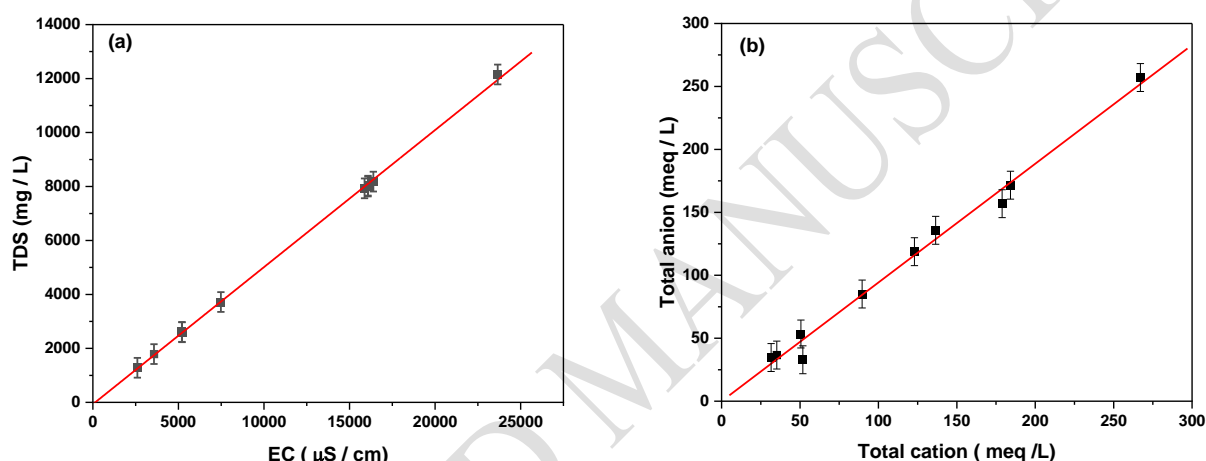 (a)
14000
12000
10000
8000
6000
4000
2000
0
TDS (mg / L)
0 5000 10000 15000 20000 25000
EC ( μS / cm)
(b)
300
250
200
150
100
50
0
Total anion (meq / L)
0 50 100 150 200 250 300
Total cation ( meq /L)
D MANUSCRI